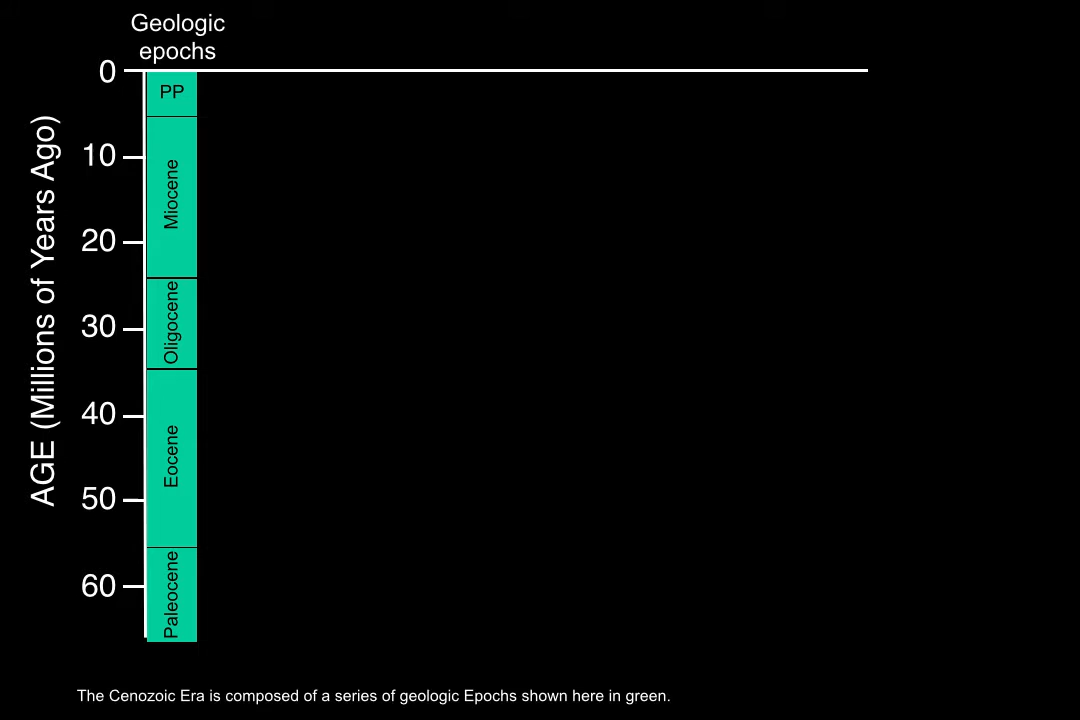 Geologic
epochs
0
PP
10
Miocene
20
Oligocene
30
40
Eocene
50
Paleocene
60
AGE (Millions of Years Ago)
The Cenozoic Era is composed of a series of geologic Epochs shown here in green.